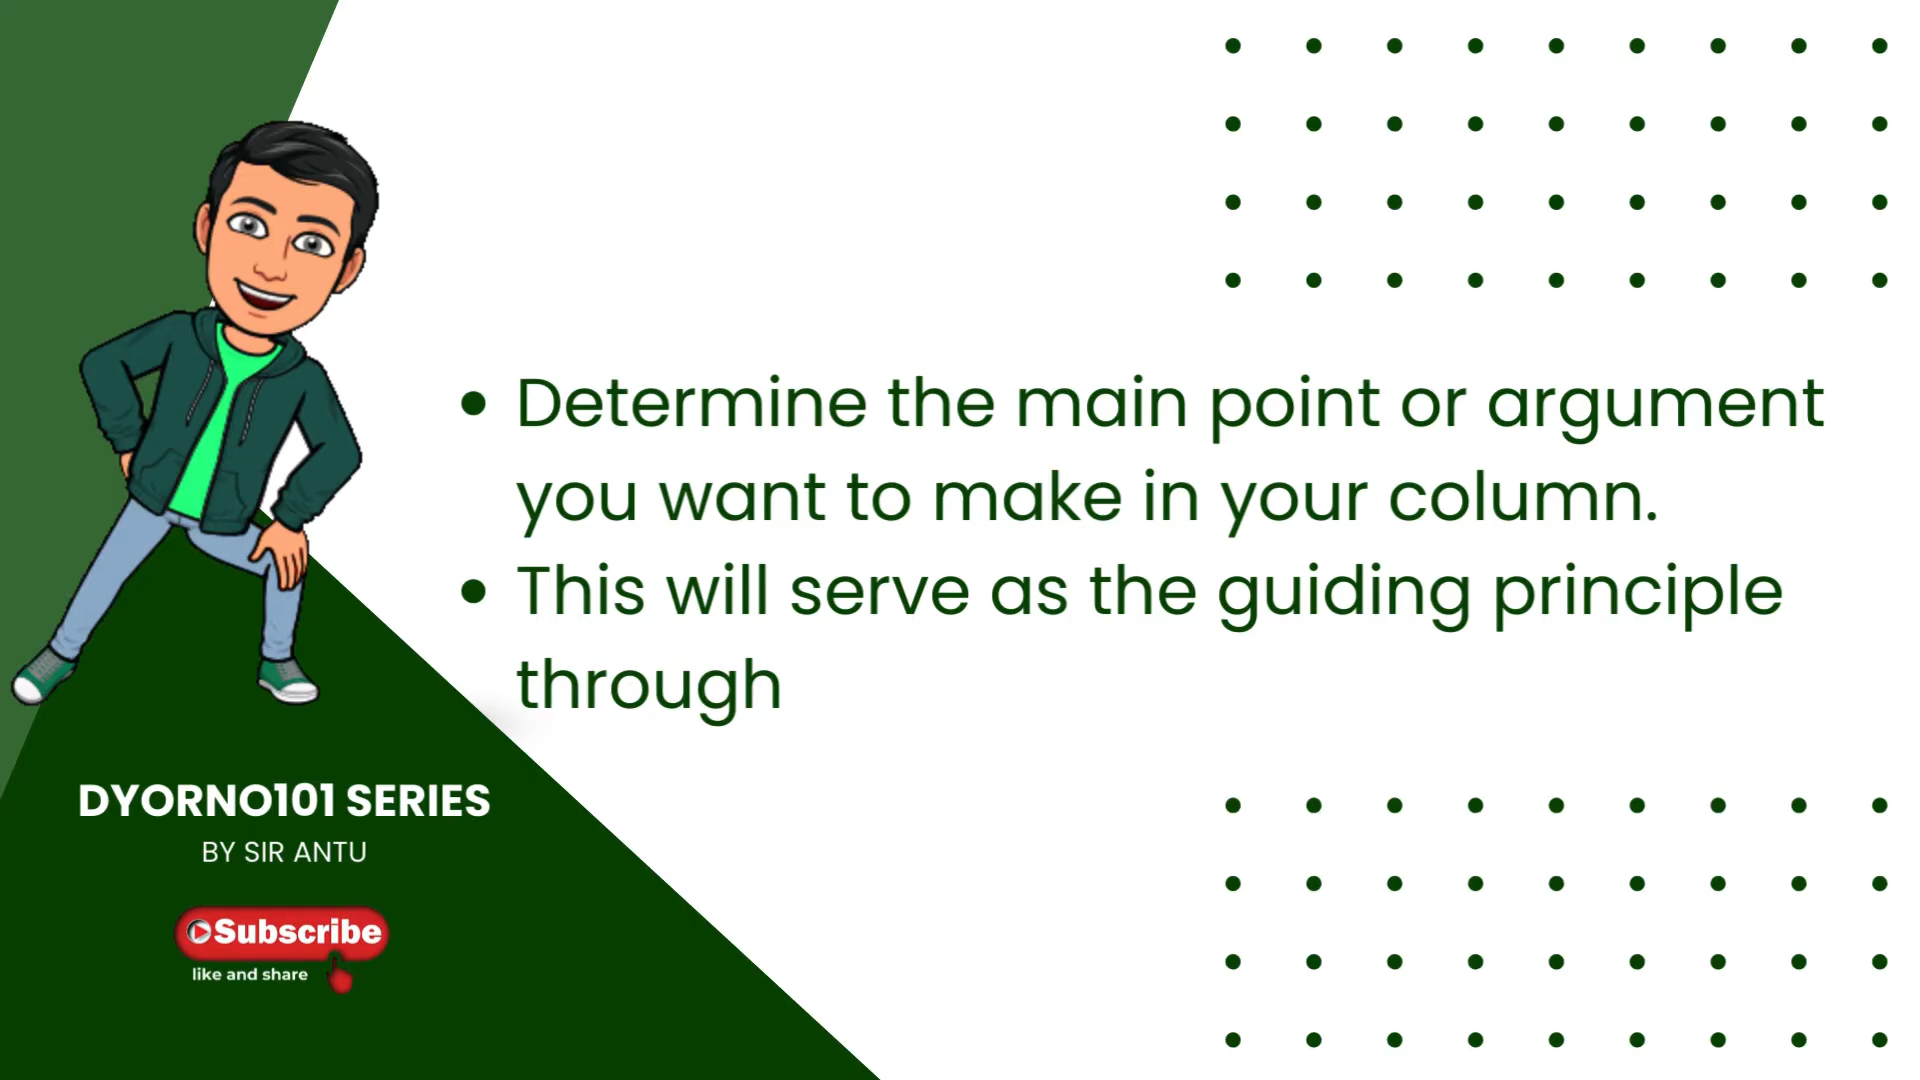 • Determine the main point or argument
you want to make in your column.
• This will serve as the guiding principle
through
DYORNO101 SERIES
BY SIR ANTU
Subscribe
like and share